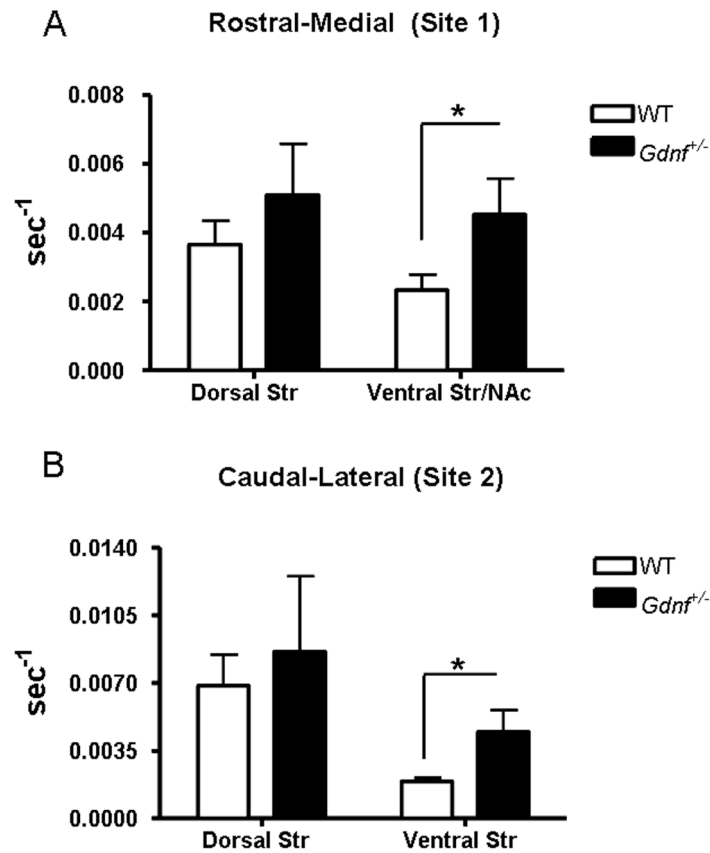 A
Rostral-Medial (Site 1)
0.008
0.006
0.004
0.002
0.000
sec⁻¹
*
WT
Gdnf⁺/⁻
Dorsal Str
Ventral Str/NAc
B
Caudal-Lateral (Site 2)
0.0140
0.0105
0.0070
0.0035
0.0000
sec⁻¹
*
WT
Gdnf⁺/⁻
Dorsal Str
Ventral Str